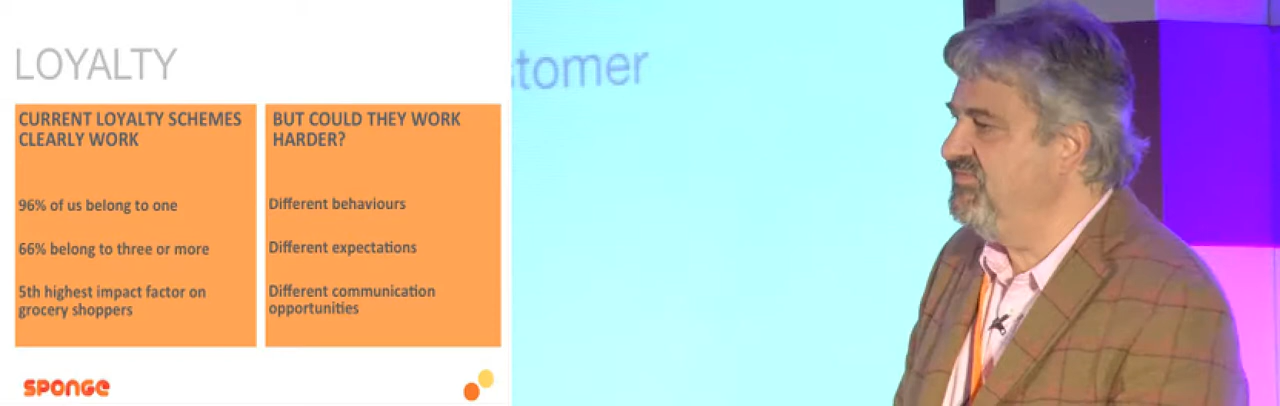 LOYALTY
CURRENT LOYALTY SCHEMES
CLEARLY WORK
96% of us belong to one
66% belong to three or more
5th highest impact factor on
grocery shoppers
BUT COULD THEY WORK
HARDER?
Different behaviours
Different expectations
Different communication
opportunities
SPONGE
stomer